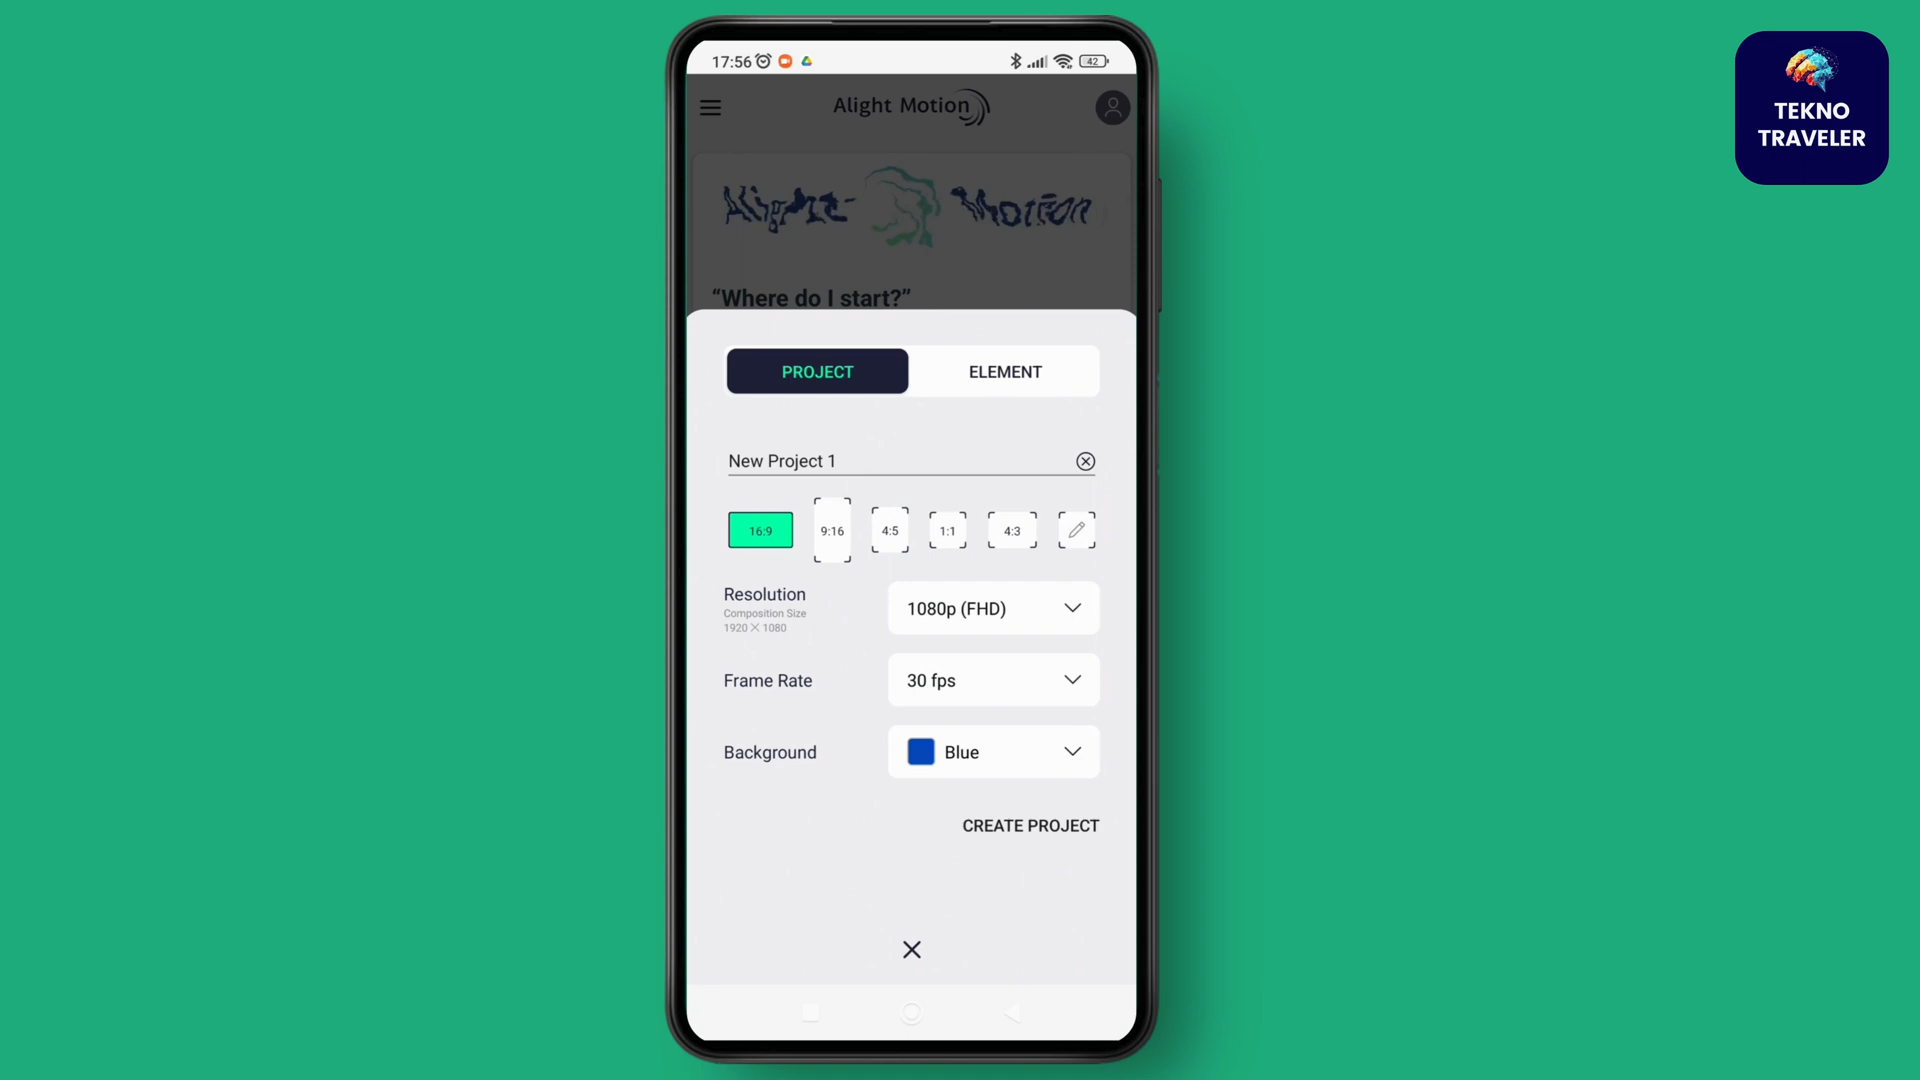 17:56
42
TEKNO
TRAVELER
Alight Motion
Alight Motion
“Where do I start?”
PROJECT
ELEMENT
New Project 1
16:9
9:16
4:5
1:1
4:3
Resolution
Composition Size
1920 × 1080
1080p (FHD)
Frame Rate
30 fps
Background
Blue
CREATE PROJECT